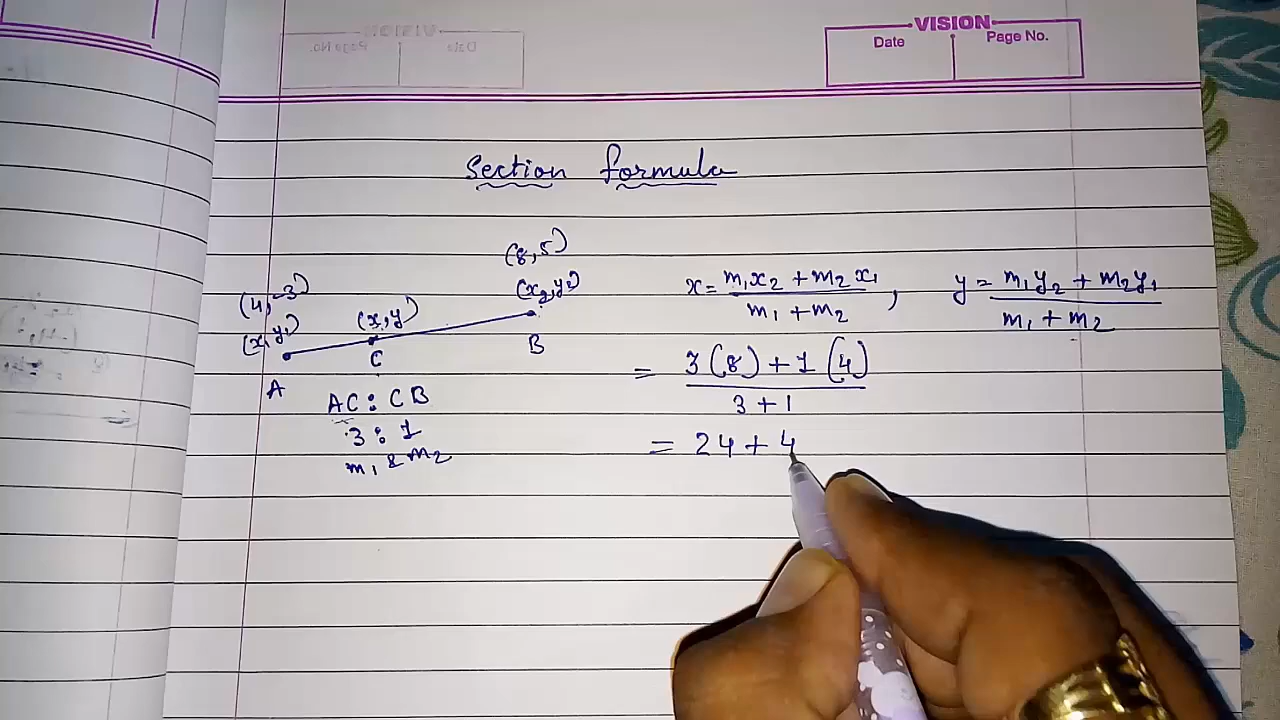 VISION
Date Page No.
Section formula
(8,5)
(4,-3)
(x₂,y₂)
(x,y)
(x₁,y₁)
C
B
A
AC : CB
3 : 1
m₁ & m₂
x = m₁x₂ + m₂x₁ / m₁ + m₂ , y = m₁y₂ + m₂y₁ / m₁ + m₂
= 3(8) + 1(4) / 3 + 1
= 24 + 4